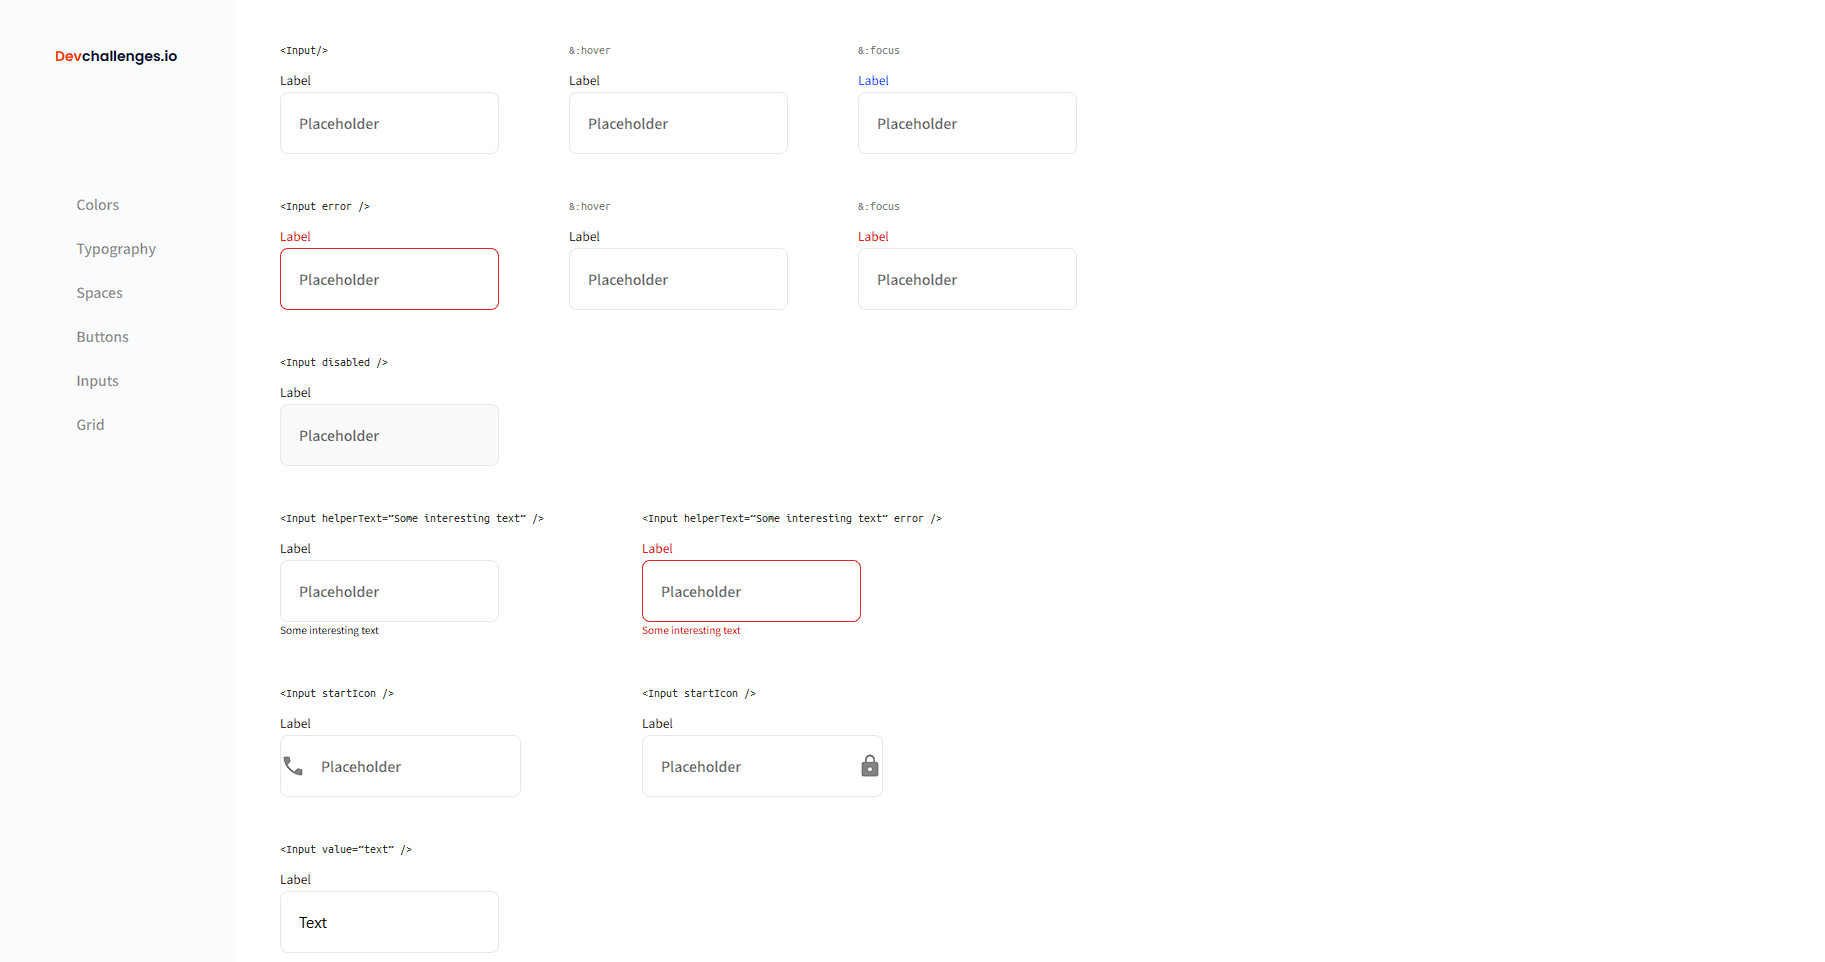 Devchallenges.io
Colors
Typography
Spaces
Buttons
Inputs
Grid
<Input/>
&:hover
&:focus
Label
Label
Label
Placeholder
Placeholder
Placeholder
<Input error />
&:hover
&:focus
Label
Label
Label
Placeholder
Placeholder
Placeholder
<Input disabled />
Label
Placeholder
<Input helperText=”Some interesting text” />
<Input helperText=”Some interesting text” error />
Label
Label
Placeholder
Placeholder
Some interesting text
Some interesting text
<Input startIcon />
<Input startIcon />
Label
Label
Placeholder
Placeholder
<Input value=”text” />
Label
Text